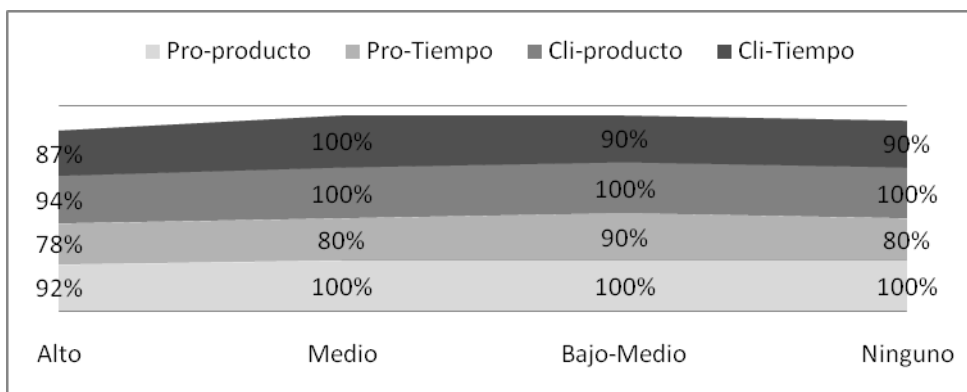 Pro-producto Pro-Tiempo Cli-producto Cli-Tiempo
87% 100% 90% 90%
94% 100% 100% 100%
78% 80% 90% 80%
92% 100% 100% 100%
Alto Medio Bajo-Medio Ninguno